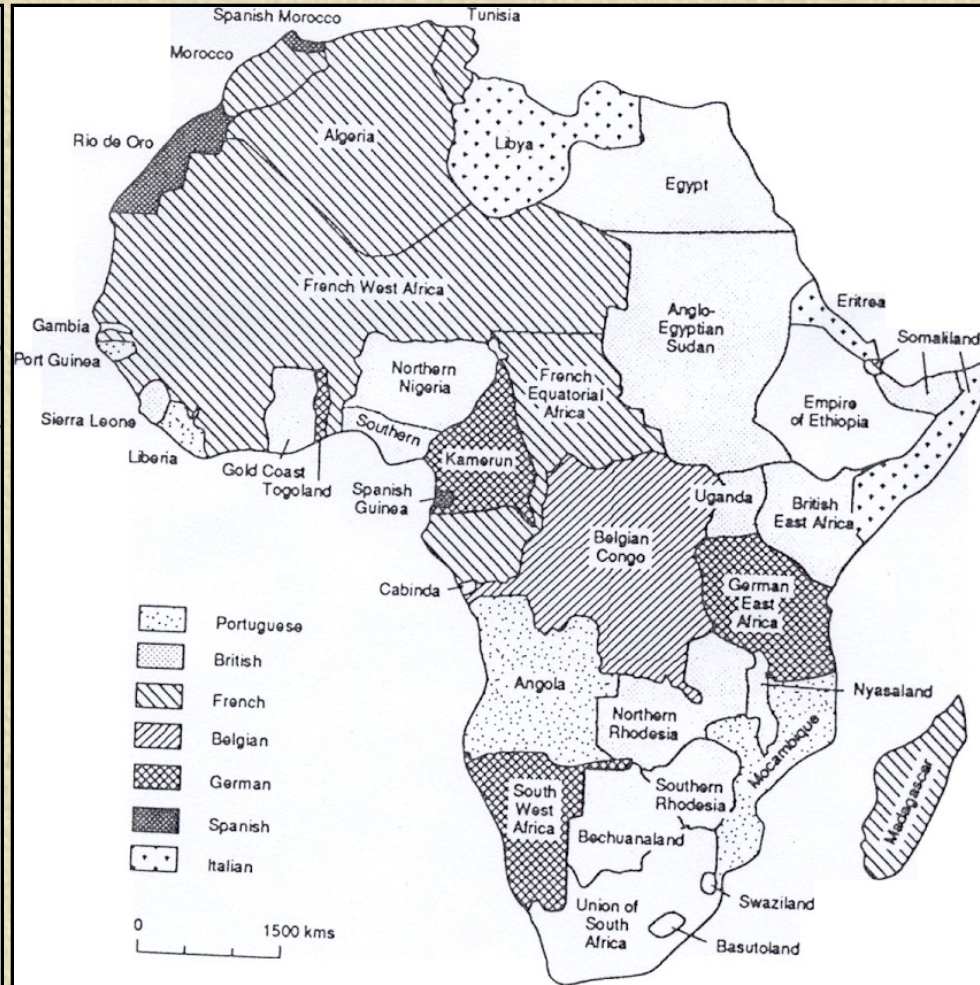 Spanish Morocco
Tunisia
Morocco
Rio de Oro
Algeria
Libya
Egypt
French West Africa
Anglo-
Egyptian
Sudan
Eritrea
Somaliland
Gambia
Port Guinea
Sierra Leone
Liberia
Gold Coast
Togoland
Northern
Nigeria
Southern
French
Equatorial
Africa
Kamerun
Spanish
Guinea
Empire
of Ethiopia
Uganda
British
East Africa
Belgian
Congo
Cabinda
German
East
Africa
Angola
Nyasaland
Northern
Rhodesia
Mocambique
Southern
Rhodesia
South
West
Africa
Bechuanaland
Madagascar
Swaziland
Union of
South
Africa
Basutoland
Portuguese
British
French
Belgian
German
Spanish
Italian
0 1500 kms